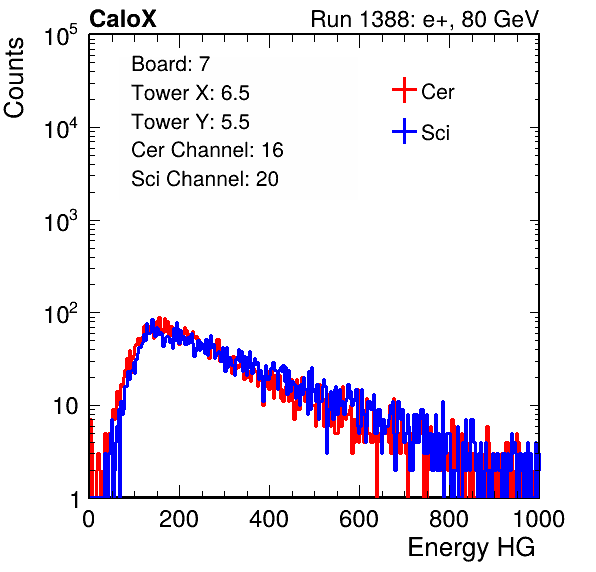 CaloX Run 1388: e+, 80 GeV
Board: 7
Tower X: 6.5
Tower Y: 5.5
Cer Channel: 16
Sci Channel: 20
Cer
Sci
Counts
10^5
10^4
10^3
10^2
10
1
0 200 400 600 800 1000
Energy HG